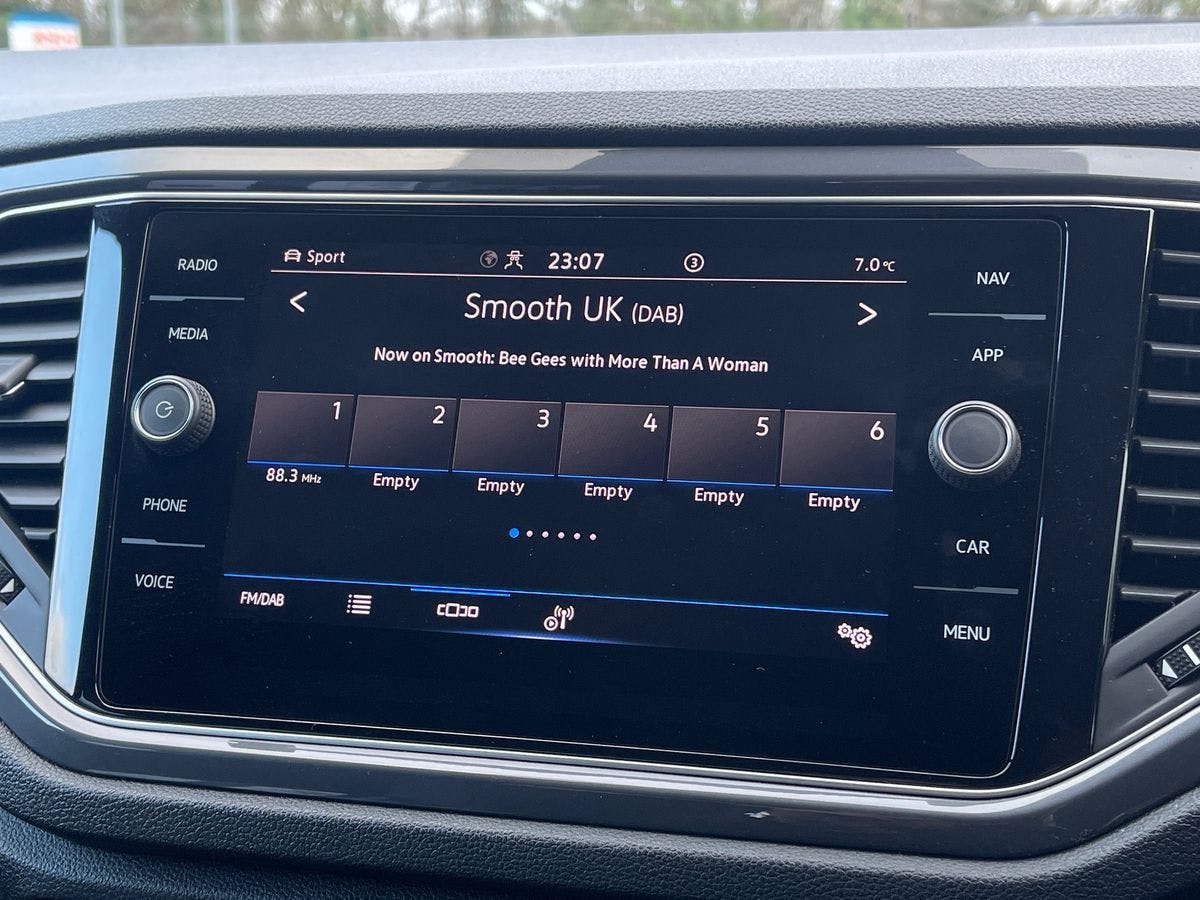 RADIO
MEDIA
PHONE
VOICE
Sport
23:07
3
7.0°C
< Smooth UK (DAB) >
Now on Smooth: Bee Gees with More Than A Woman
1 2 3 4 5 6
88.3 MHz Empty Empty Empty Empty Empty
FM/DAB
NAV
APP
CAR
MENU